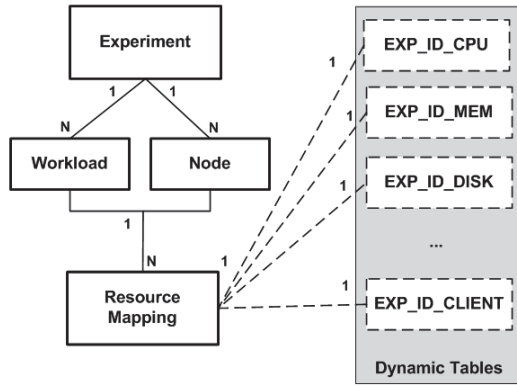 Experiment
1
1
N
N
Workload
Node
1
N
Resource
Mapping
1
1
1
1
1
EXP_ID_CPU
EXP_ID_MEM
EXP_ID_DISK
...
EXP_ID_CLIENT
Dynamic Tables